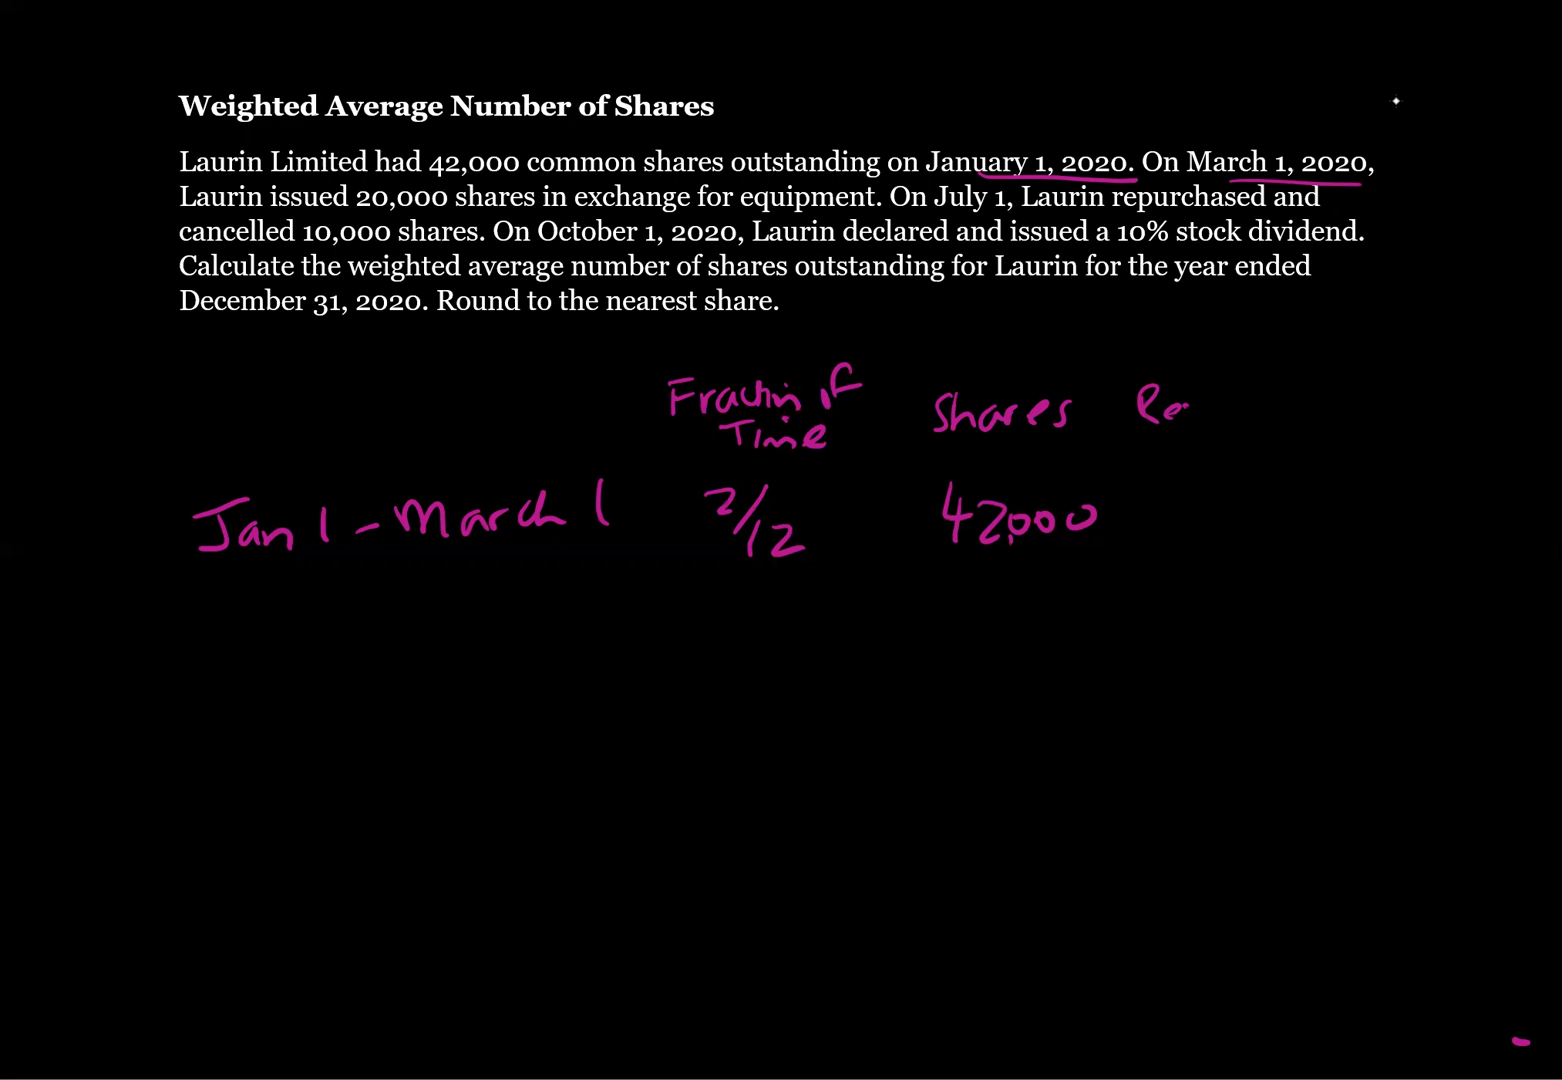 Weighted Average Number of Shares
Laurin Limited had 42,000 common shares outstanding on January 1, 2020. On March 1, 2020,
Laurin issued 20,000 shares in exchange for equipment. On July 1, Laurin repurchased and
cancelled 10,000 shares. On October 1, 2020, Laurin declared and issued a 10% stock dividend.
Calculate the weighted average number of shares outstanding for Laurin for the year ended
December 31, 2020. Round to the nearest share.
Fraction of
Time
Shares Re
Jan 1 - March 1 2/12 42,000